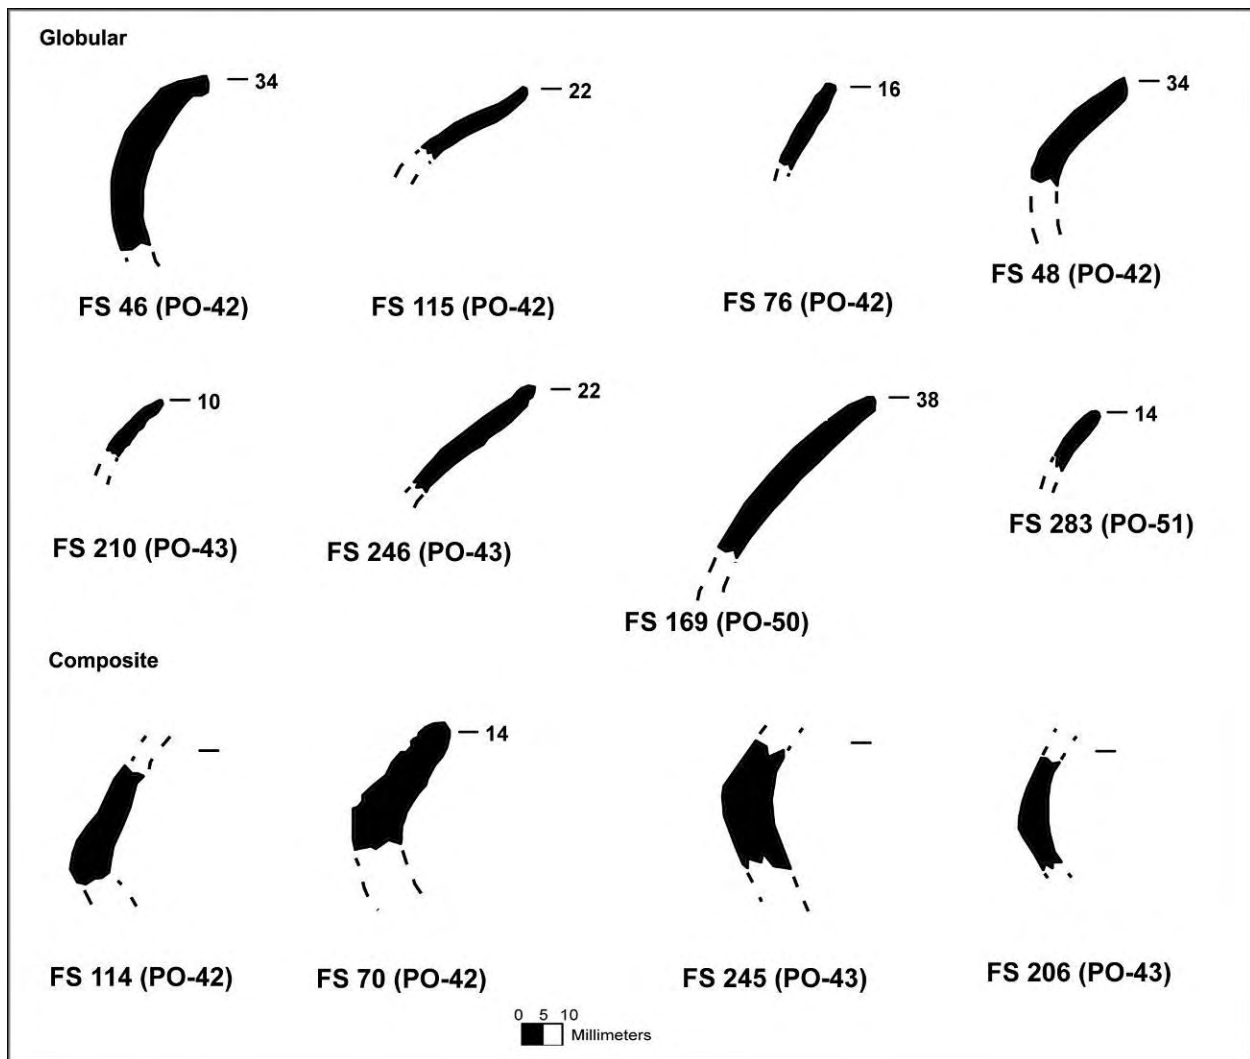 Globular
— 34
— 22
— 16
— 34
FS 46 (PO-42)
FS 115 (PO-42)
FS 76 (PO-42)
FS 48 (PO-42)
— 10
— 22
— 38
— 14
FS 210 (PO-43)
FS 246 (PO-43)
FS 169 (PO-50)
FS 283 (PO-51)
Composite
—
— 14
—
—
FS 114 (PO-42)
FS 70 (PO-42)
FS 245 (PO-43)
FS 206 (PO-43)
0 5 10
Millimeters